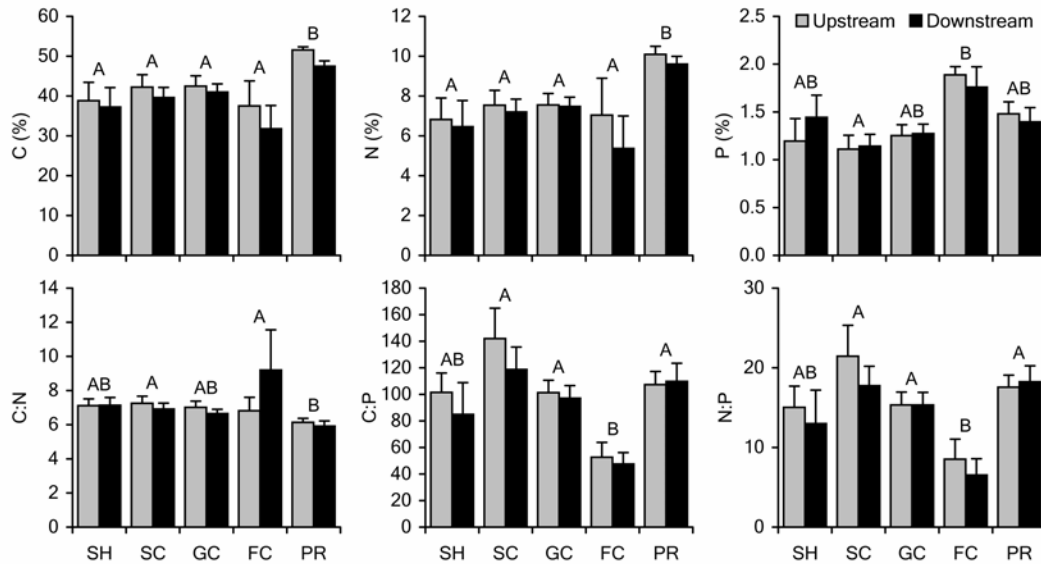 Upstream Downstream
C (%)
60
50
40
30
20
10
0
A A A A B
N (%)
12
10
8
6
4
2
0
A A A A B
P (%)
2.5
2.0
1.5
1.0
0.5
0.0
AB A AB B AB
C:N
14
12
10
8
6
4
2
0
AB A AB A B
SH SC GC FC PR
C:P
180
160
140
120
100
80
60
40
20
0
AB A A B A
SH SC GC FC PR
N:P
30
20
10
0
AB A A B A
SH SC GC FC PR